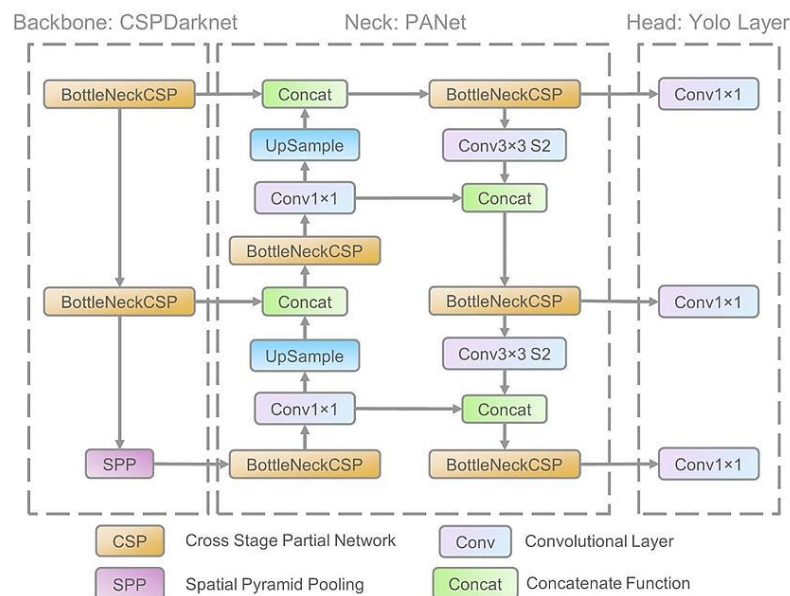 Backbone: CSPDarknet Neck: PANet Head: Yolo Layer
BottleNeckCSP Concat BottleNeckCSP Conv1×1
UpSample Conv3×3 S2
Conv1×1 Concat
BottleNeckCSP
BottleNeckCSP Concat BottleNeckCSP Conv1×1
UpSample Conv3×3 S2
Conv1×1 Concat
SPP BottleNeckCSP BottleNeckCSP Conv1×1
CSP Cross Stage Partial Network Conv Convolutional Layer
SPP Spatial Pyramid Pooling Concat Concatenate Function